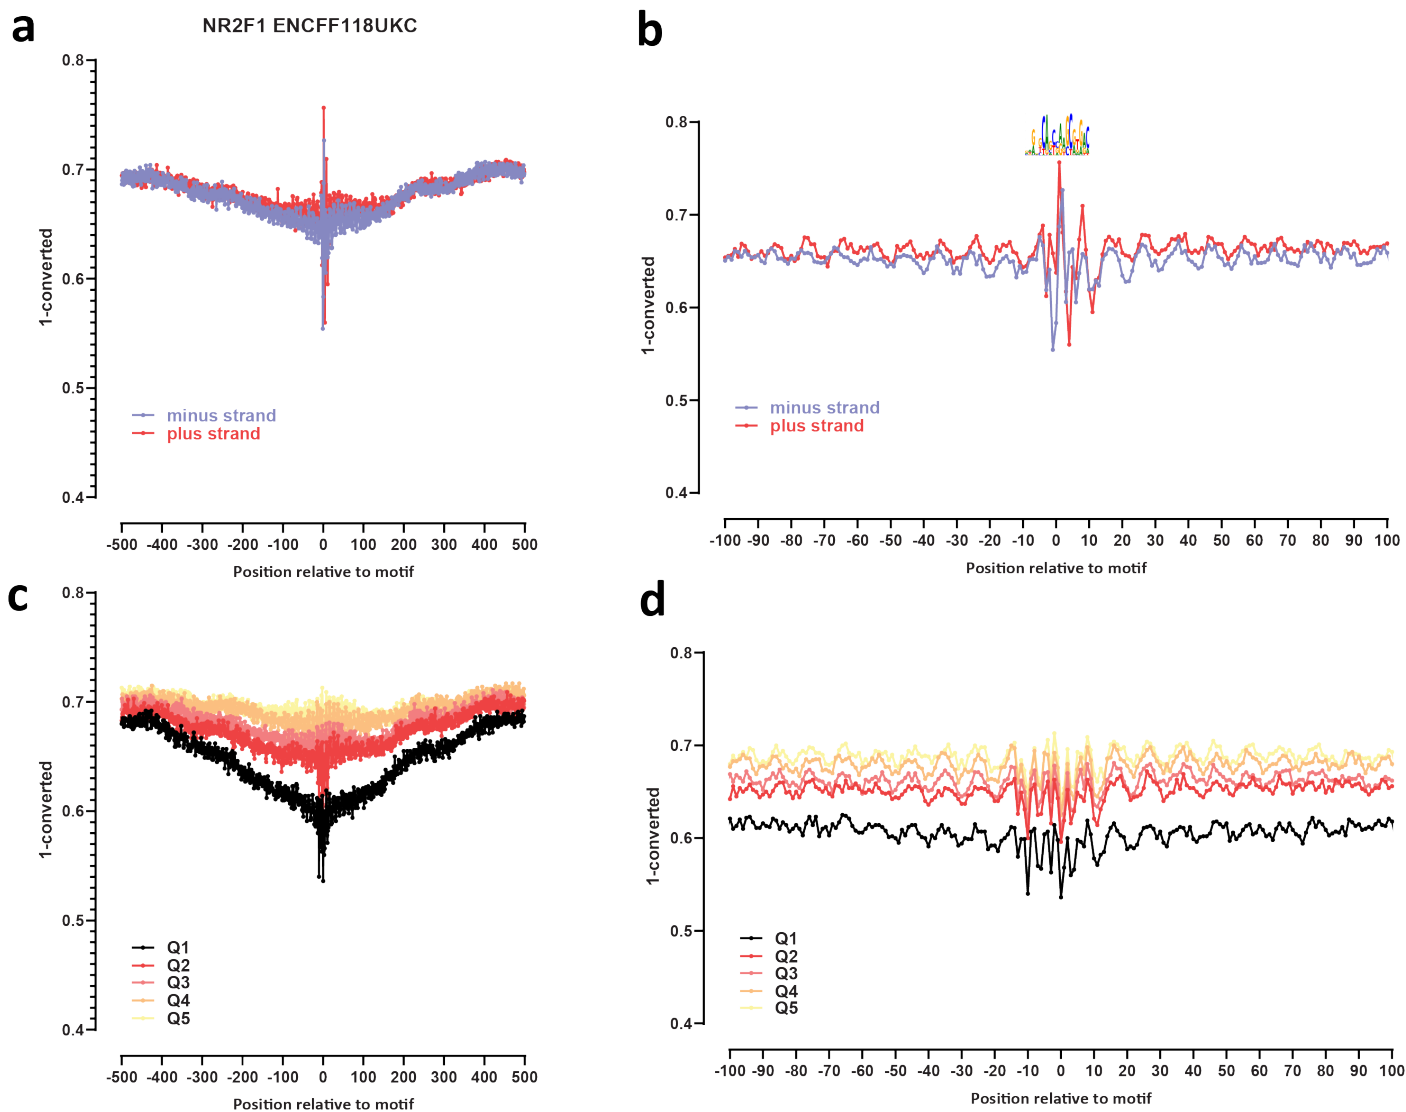 a
NR2F1 ENCFF118UKC
0.8
0.7
0.6
0.5
0.4
1-converted
minus strand
plus strand
-500 -400 -300 -200 -100 0 100 200 300 400 500
Position relative to motif
b
0.8
0.7
0.6
0.5
0.4
1-converted
minus strand
plus strand
-100 -90 -80 -70 -60 -50 -40 -30 -20 -10 0 10 20 30 40 50 60 70 80 90 100
Position relative to motif
c
0.8
0.7
0.6
0.5
0.4
1-converted
Q1
Q2
Q3
Q4
Q5
-500 -400 -300 -200 -100 0 100 200 300 400 500
Position relative to motif
d
0.8
0.7
0.6
0.5
0.4
1-converted
Q1
Q2
Q3
Q4
Q5
-100 -90 -80 -70 -60 -50 -40 -30 -20 -10 0 10 20 30 40 50 60 70 80 90 100
Position relative to motif